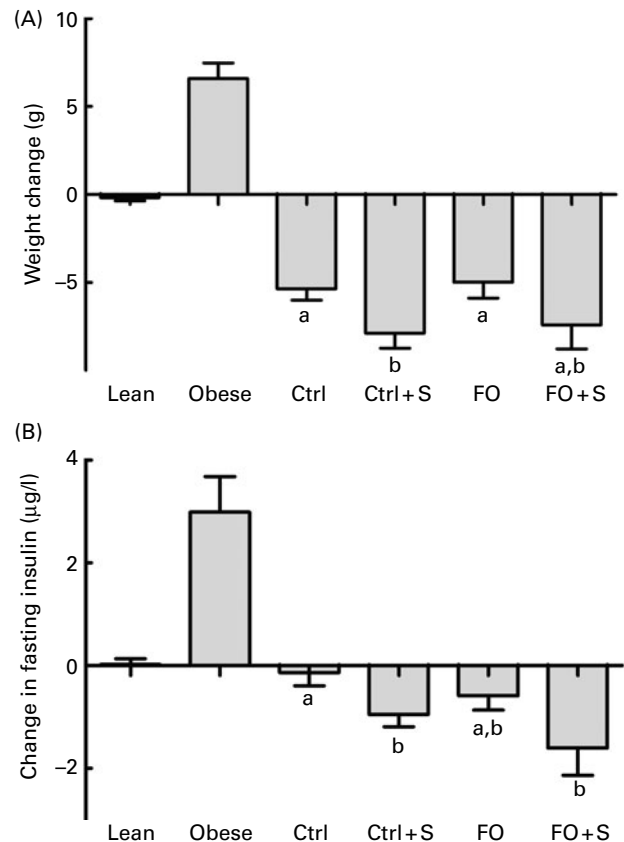 (A)
Weight change (g)
10
5
0
−5
a
b
a
a,b
Lean Obese Ctrl Ctrl + S FO FO + S
(B)
Change in fasting insulin (μg/l)
4
2
0
−2
a
b
a,b
b
Lean Obese Ctrl Ctrl + S FO FO + S